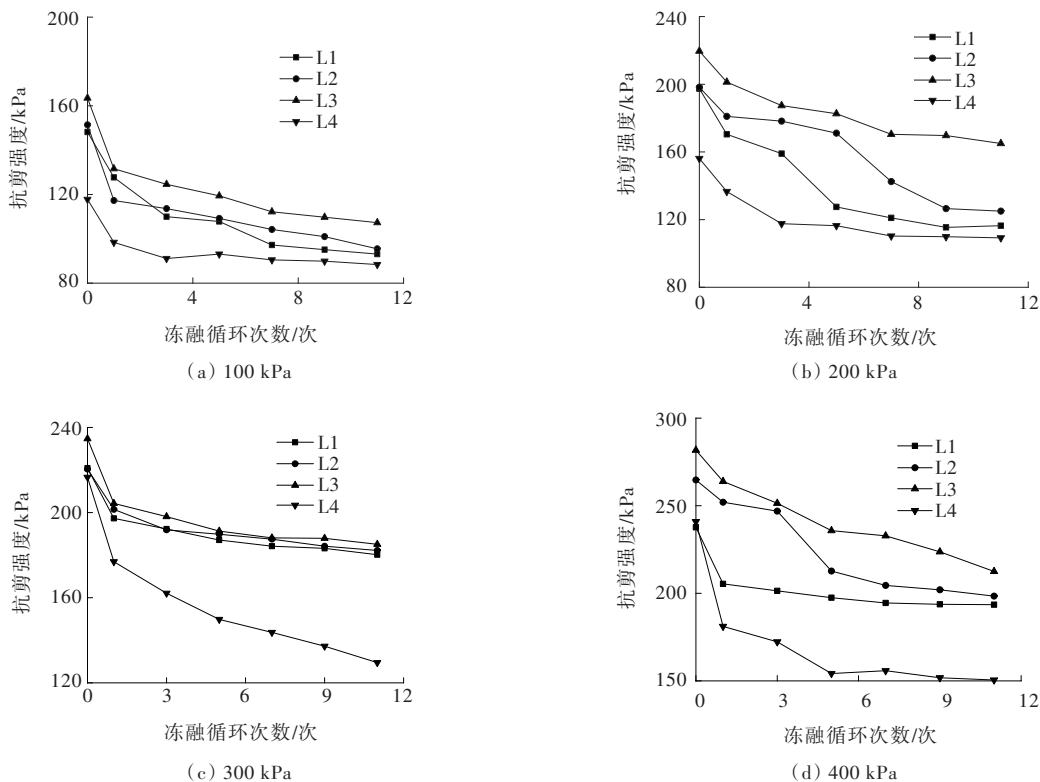 200
160
120
80
抗剪强度/kPa
L1
L2
L3
L4
0
4
8
12
冻融循环次数/次
(a) 100 kPa
240
200
160
120
80
抗剪强度/kPa
L1
L2
L3
L4
0
4
8
12
冻融循环次数/次
(b) 200 kPa
240
200
160
120
抗剪强度/kPa
L1
L2
L3
L4
0
3
6
9
12
冻融循环次数/次
(c) 300 kPa
300
250
200
150
抗剪强度/kPa
L1
L2
L3
L4
0
3
6
9
12
冻融循环次数/次
(d) 400 kPa